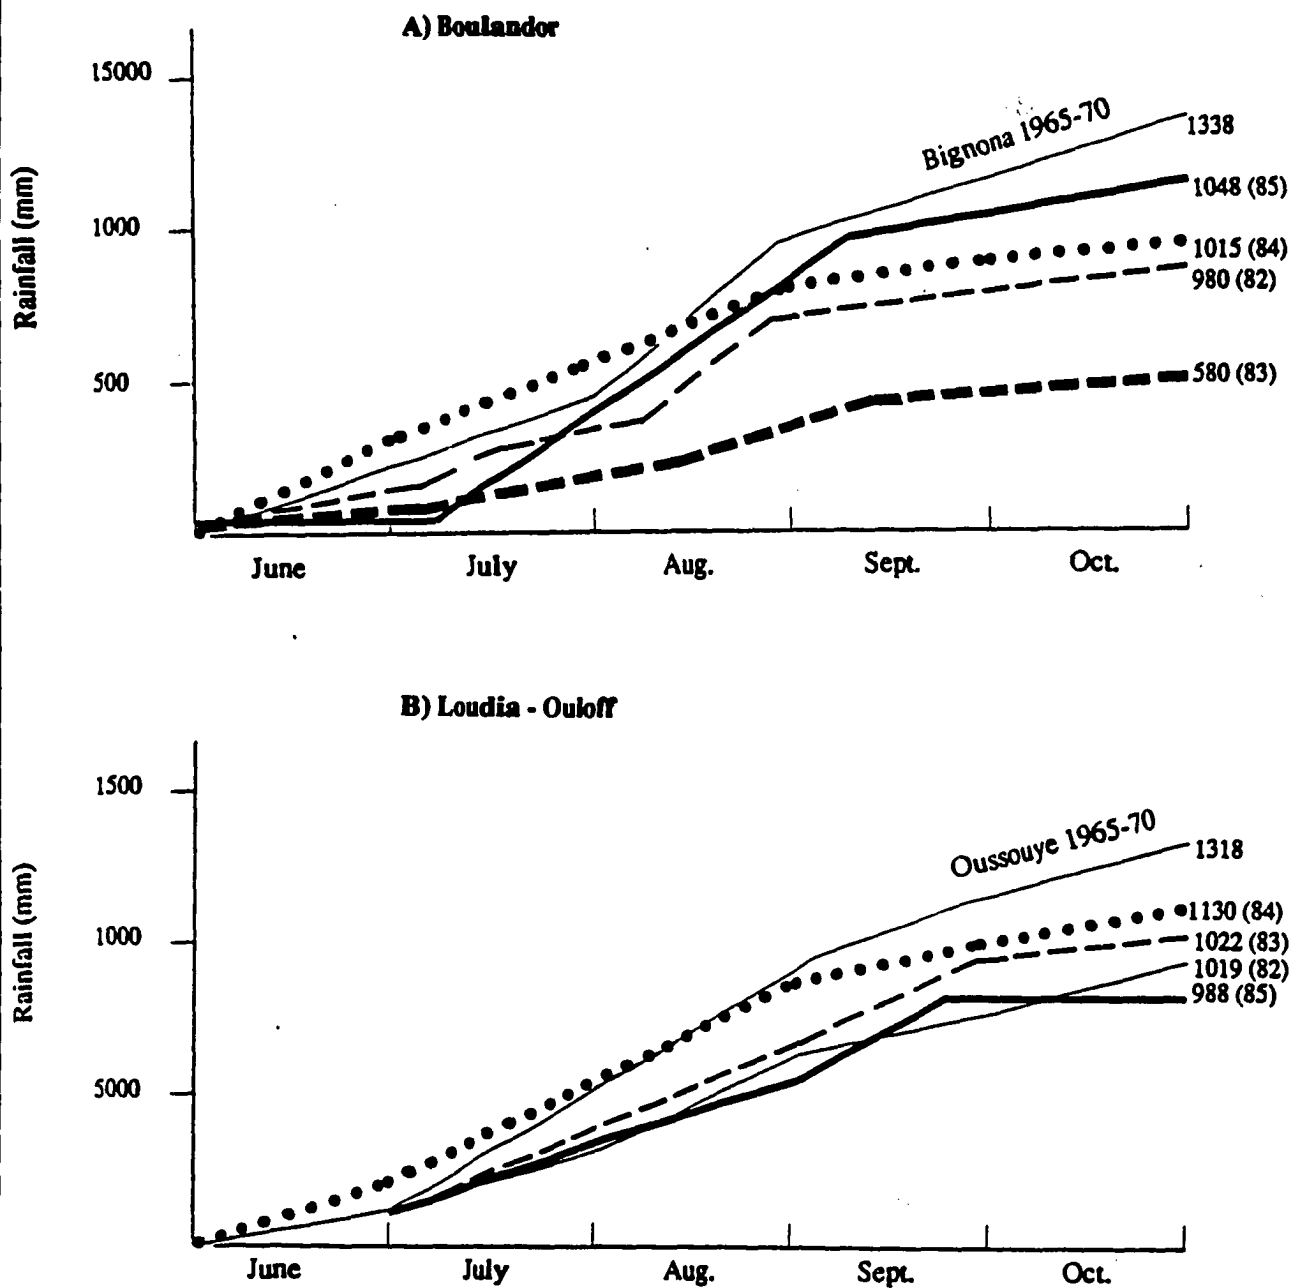 A) Boulandor
15000
Bignona 1965-70
1338
1048 (85)
Rainfall (mm)
1000
1015 (84)
980 (82)
500
580 (83)
June July Aug. Sept. Oct.
B) Loudia - Ouloff
1500
Oussouye 1965-70
1318
Rainfall (mm)
1000
1130 (84)
1022 (83)
1019 (82)
988 (85)
5000
June July Aug. Sept. Oct.